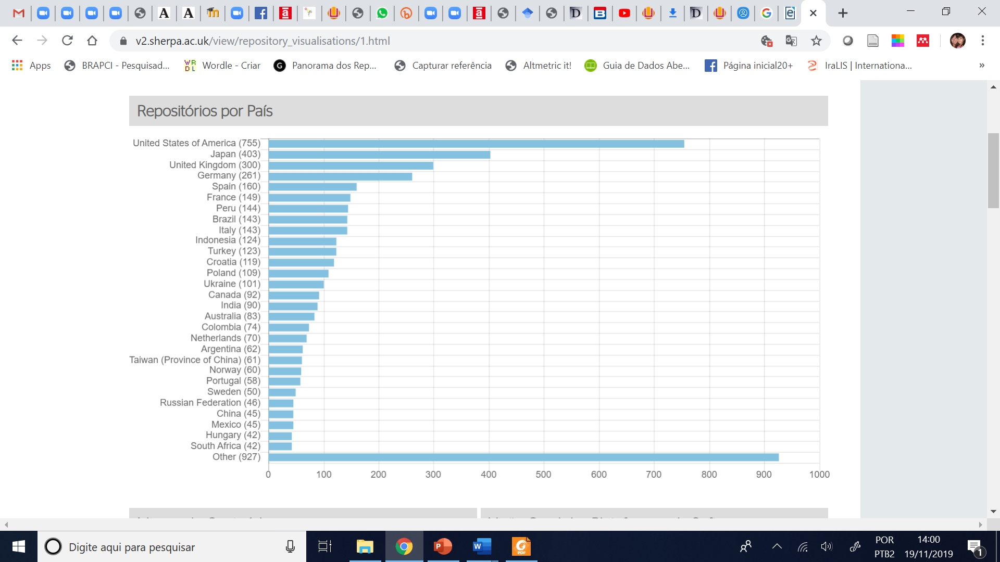 v2.sherpa.ac.uk/view/repository_visualisations/1.html
Apps BRAPCI - Pesquisad... Wordle - Criar Panorama dos Rep... Capturar referência Altmetric it! Guia de Dados Abe... Página inicial20+ IraLIS | Internationa... »
Repositórios por País
United States of America (755)
Japan (403)
United Kingdom (300)
Germany (261)
Spain (160)
France (149)
Peru (144)
Brazil (143)
Italy (143)
Indonesia (124)
Turkey (123)
Croatia (119)
Poland (109)
Ukraine (101)
Canada (92)
India (90)
Australia (83)
Colombia (74)
Netherlands (70)
Argentina (62)
Taiwan (Province of China) (61)
Norway (60)
Portugal (58)
Sweden (50)
Russian Federation (46)
China (45)
Mexico (45)
Hungary (42)
South Africa (42)
Other (927)
0 100 200 300 400 500 600 700 800 900 1000
Digite aqui para pesquisar
POR 14:00
PTB2 19/11/2019 1